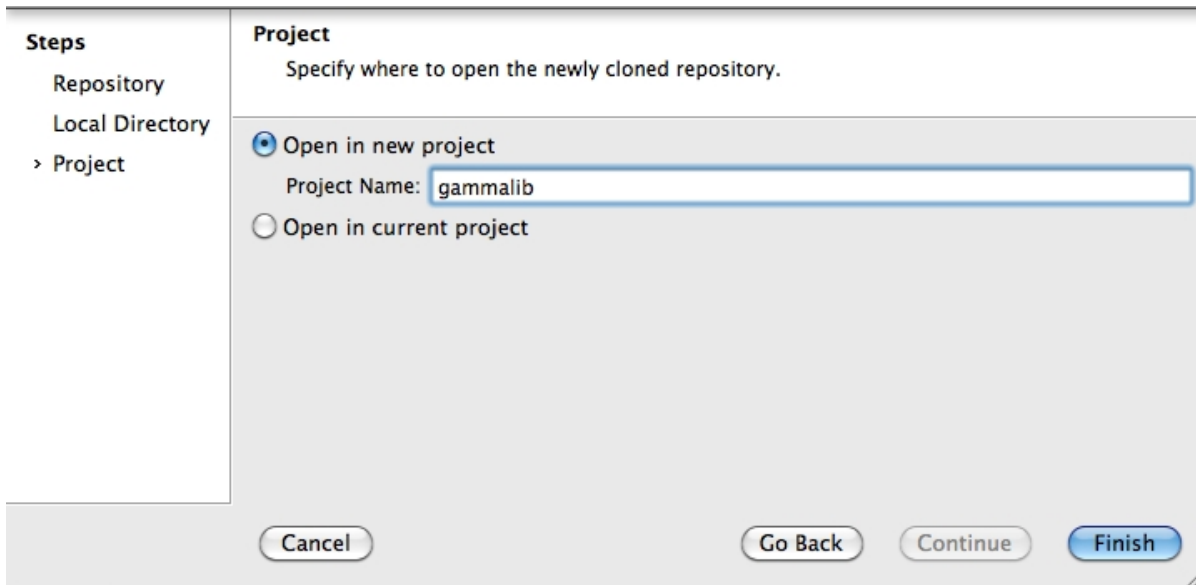 Steps
Repository
Local Directory
› Project
Project
Specify where to open the newly cloned repository.
Open in new project
Project Name: gammalib
Open in current project
Cancel
Go Back
Continue
Finish